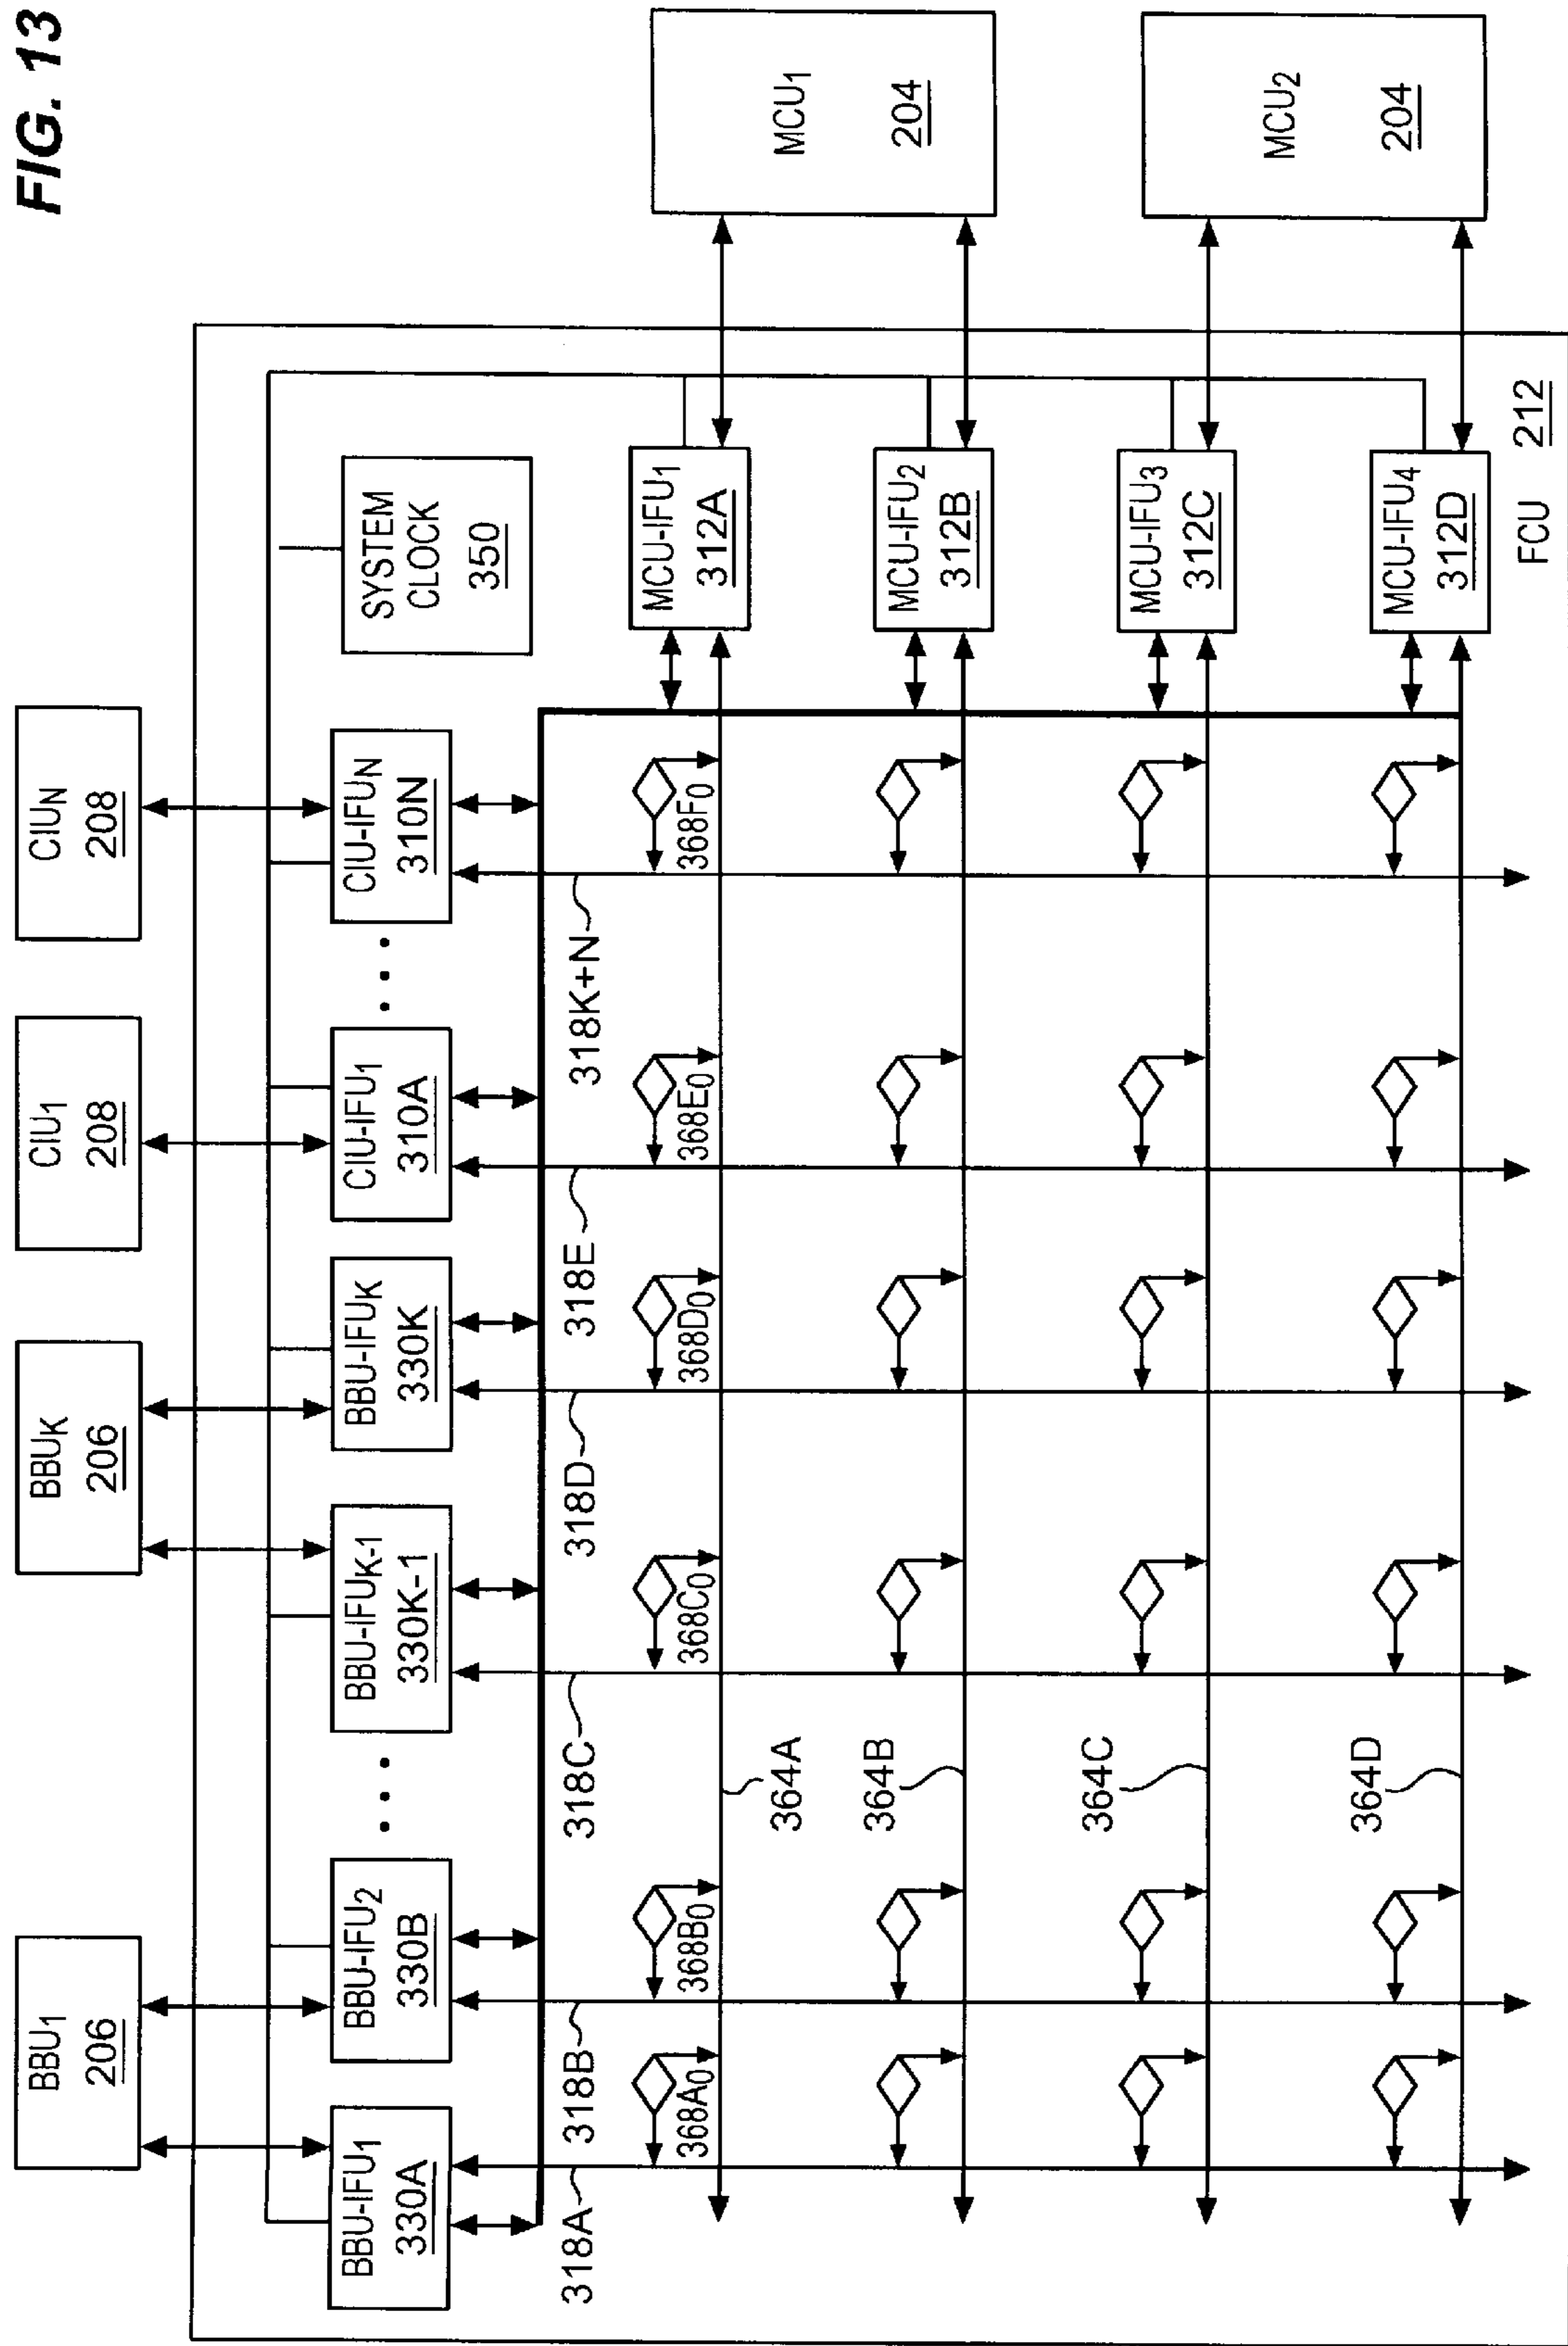 FIG. 13
BBU1
206
BBUK
206
CIU1
208
CIUN
208
BBU-IFU1
330A
BBU-IFU2
330B
• • •
BBU-IFUK-1
330K-1
BBU-IFUK
330K
CIU-IFU1
310A
• • •
CIU-IFUN
310N
SYSTEM
CLOCK
350
318A
318B
318C
318D
318E
318K+N
368A0
368B0
368C0
368D0
368E0
368F0
364A
364B
364C
364D
MCU-IFU1
312A
MCU-IFU2
312B
MCU-IFU3
312C
MCU-IFU4
312D
MCU1
204
MCU2
204
FCU 212